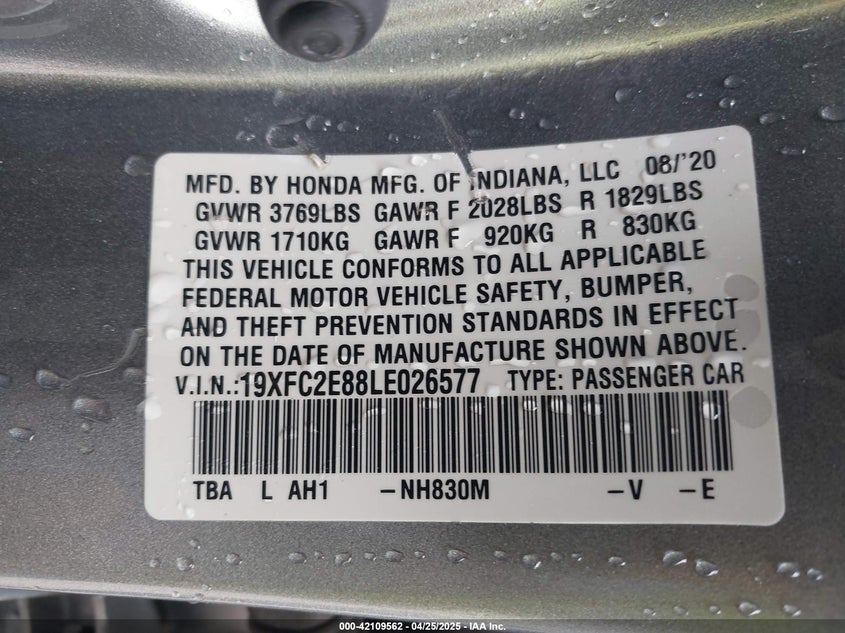 MFD. BY HONDA MFG. OF INDIANA, LLC 08/'20
GVWR 3769LBS GAWR F 2028LBS R 1829LBS
GVWR 1710KG GAWR F 920KG R 830KG
THIS VEHICLE CONFORMS TO ALL APPLICABLE
FEDERAL MOTOR VEHICLE SAFETY, BUMPER,
AND THEFT PREVENTION STANDARDS IN EFFECT
ON THE DATE OF MANUFACTURE SHOWN ABOVE.
V.I.N.:19XFC2E88LE026577 TYPE: PASSENGER CAR
TBA L AH1 -NH830M -V -E
000-42109562 - 04/25/2025 - IAA Inc.